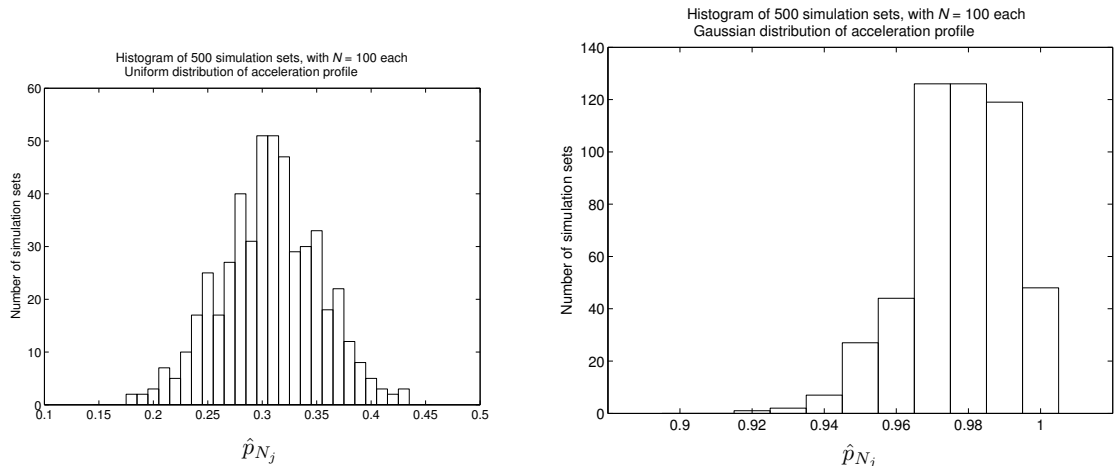 Histogram of 500 simulation sets, with N = 100 each
Uniform distribution of acceleration profile
60
50
40
30
20
10
0
Number of simulation sets
0.1 0.15 0.2 0.25 0.3 0.35 0.4 0.45 0.5
p̂_{N_j}
Histogram of 500 simulation sets, with N = 100 each
Gaussian distribution of acceleration profile
140
120
100
80
60
40
20
0
Number of simulation sets
0.9 0.92 0.94 0.96 0.98 1
p̂_{N_j}